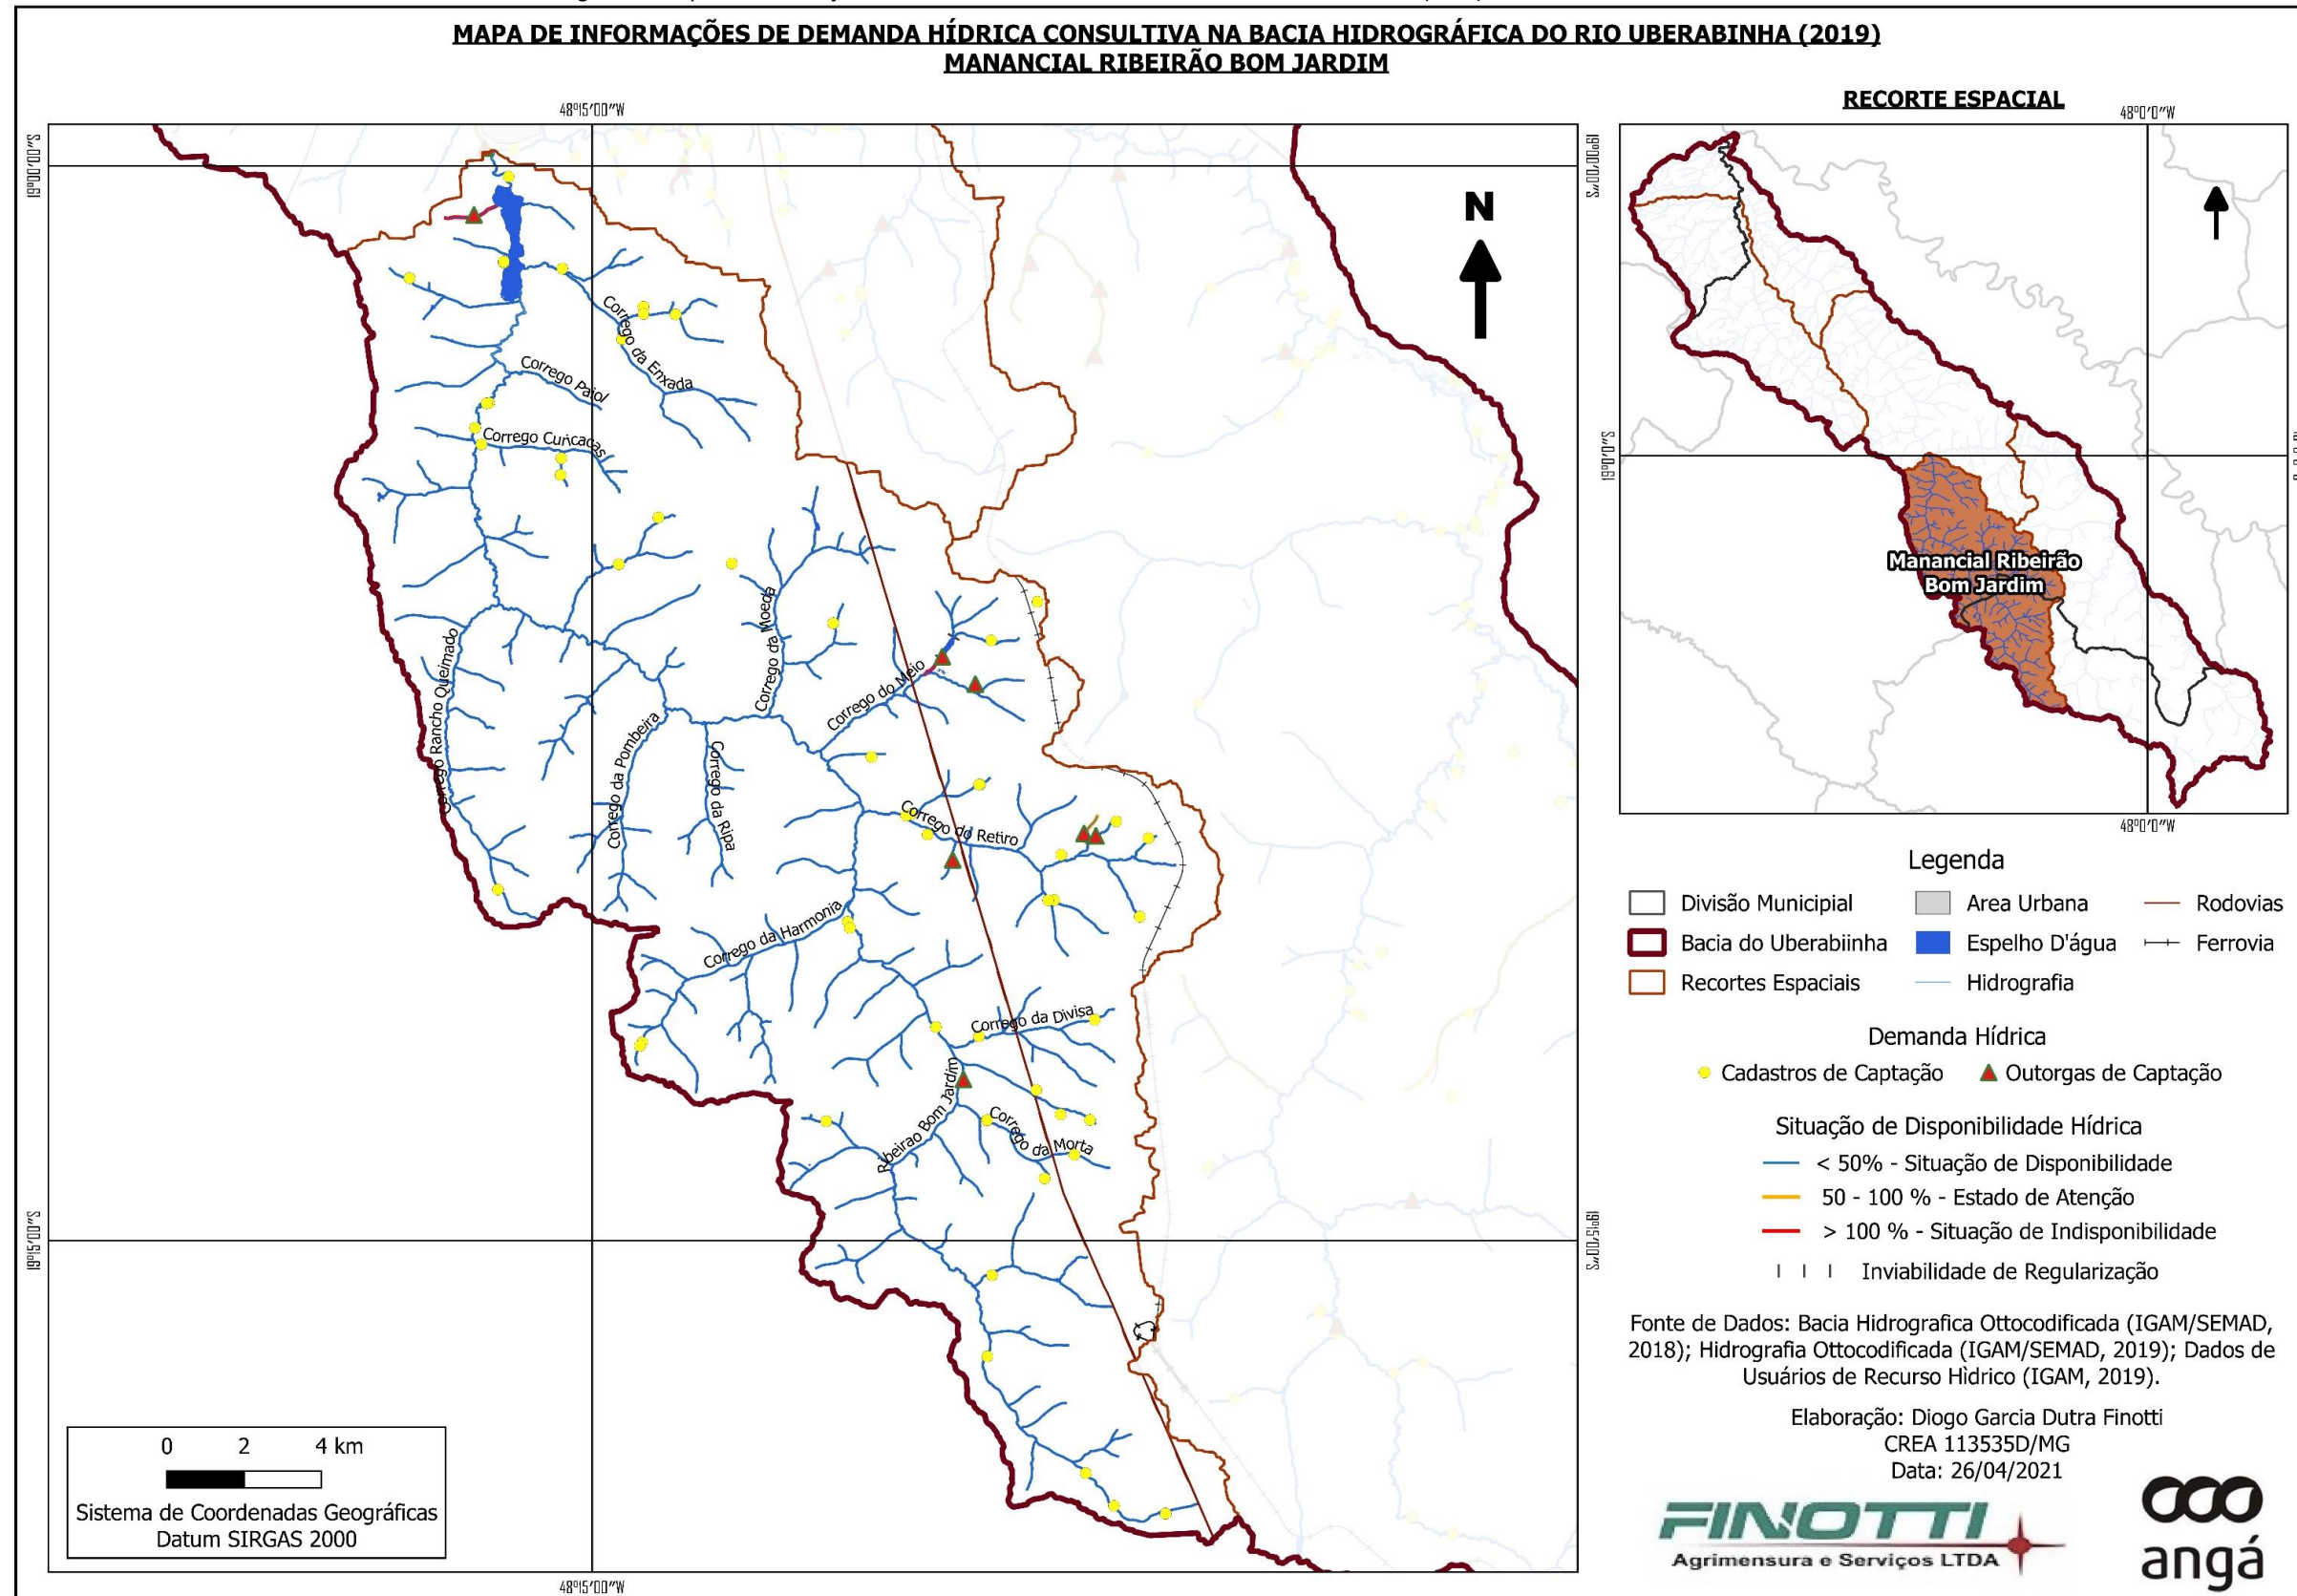 MAPA DE INFORMAÇÕES DE DEMANDA HÍDRICA CONSULTIVA NA BACIA HIDROGRÁFICA DO RIO UBERABINHA (2019)
MANANCIAL RIBEIRÃO BOM JARDIM
RECORTE ESPACIAL
48°15'00"W
48°0'0"W
19°00'00"S
19°00'00"S
N
Corrego da Enxada
Corrego Paiol
Corrego Cuncacas
Corrego da Moeda
Corrego Rancho Queimado
Corrego do Meio
Corrego da Pombeira
Corrego da Ripa
Corrego do Retiro
Corrego da Harmonia
Corrego da Divisa
Ribeirao Bom Jardim
Corrego da Morta
19°15'00"S
19°15'00"S
48°15'00"W
0 2 4 km
Sistema de Coordenadas Geográficas
Datum SIRGAS 2000
19°0'0"S
Manancial Ribeirão
Bom Jardim
48°0'0"W
Legenda
Divisão Municipial
Area Urbana
Rodovias
Bacia do Uberabiinha
Espelho D'água
Ferrovia
Recortes Espaciais
Hidrografia
Demanda Hídrica
Cadastros de Captação
Outorgas de Captação
Situação de Disponibilidade Hídrica
< 50% - Situação de Disponibilidade
50 - 100 % - Estado de Atenção
> 100 % - Situação de Indisponibilidade
Inviabilidade de Regularização
Fonte de Dados: Bacia Hidrografica Ottocodificada (IGAM/SEMAD,
2018); Hidrografia Ottocodificada (IGAM/SEMAD, 2019); Dados de
Usuários de Recurso Hìdrico (IGAM, 2019).
Elaboração: Diogo Garcia Dutra Finotti
CREA 113535D/MG
Data: 26/04/2021
FINOTTI
Agrimensura e Serviços LTDA
angá